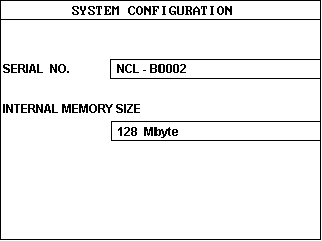 SYSTEM CONFIGURATION
SERIAL NO. NCL - B0002
INTERNAL MEMORY SIZE
128 Mbyte